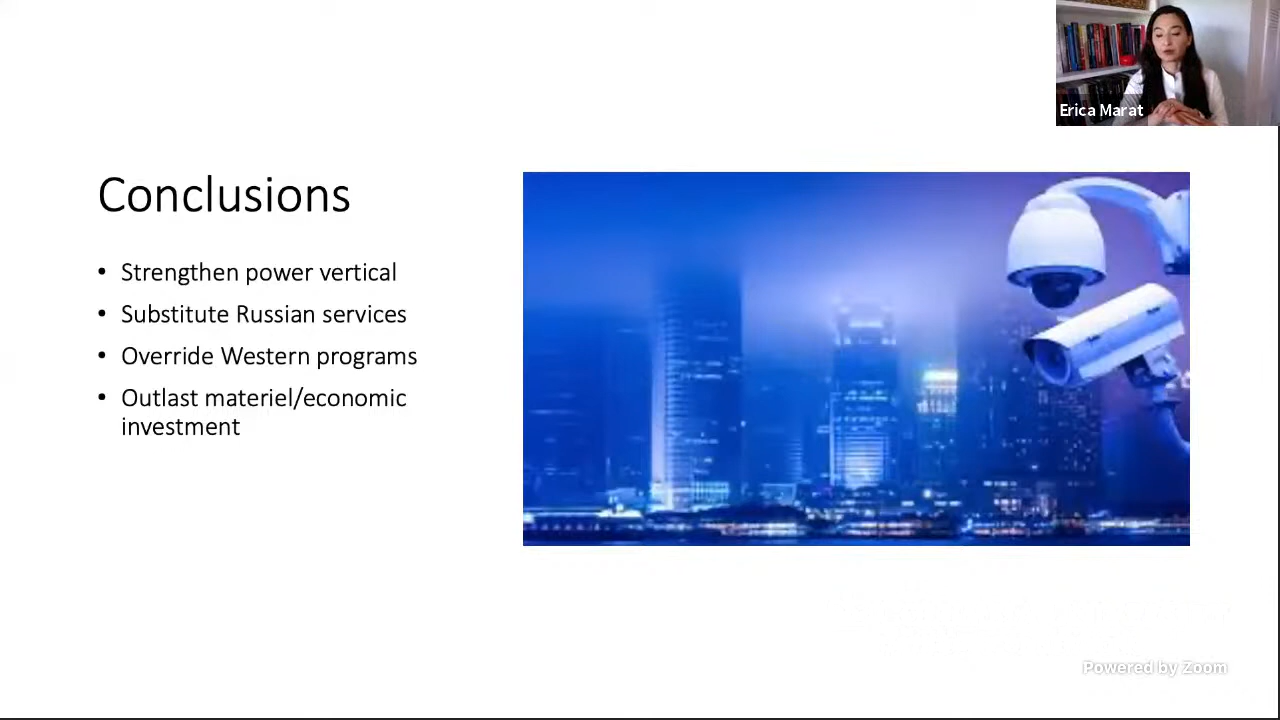 Erica Marat
Conclusions
• Strengthen power vertical
• Substitute Russian services
• Override Western programs
• Outlast materiel/economic
investment
Powered by Zoom